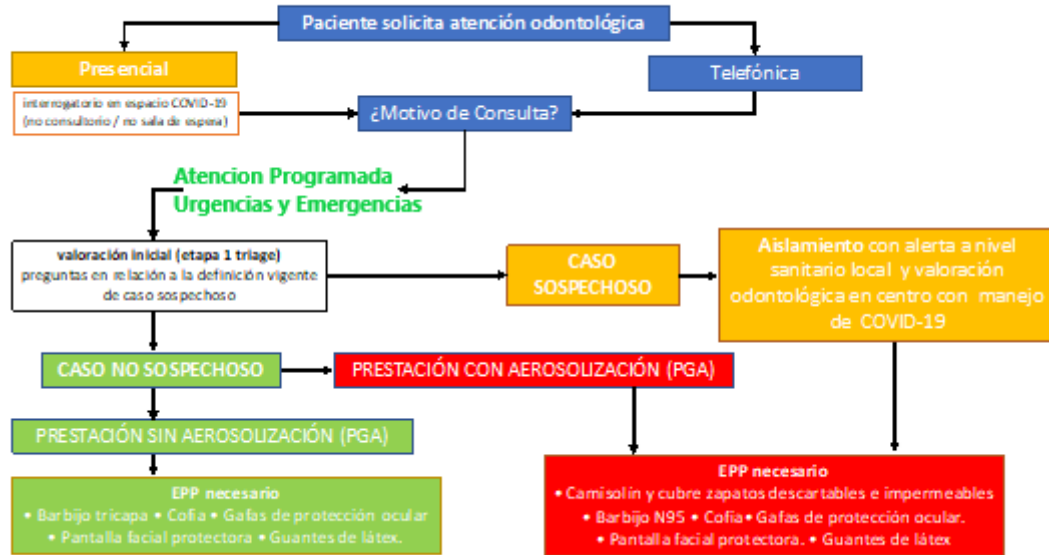 Paciente solicita atención odontológica
Presencial
Telefónica
interrogatorio en espacio COVID-19
(no consultorio / no sala de espera)
¿Motivo de Consulta?
Atencion Programada
Urgencias y Emergencias
valoración inicial (etapa 1 triage)
preguntas en relación a la definición vigente
de caso sospechoso
CASO
SOSPECHOSO
Aislamiento con alerta a nivel
sanitario local y valoración
odontológica en centro con manejo
de COVID-19
CASO NO SOSPECHOSO
PRESTACIÓN CON AEROSOLIZACIÓN (PGA)
PRESTACIÓN SIN AEROSOLIZACIÓN (PGA)
EPP necesario
• Barbijo tricapa • Cofia • Gafas de protección ocular
• Pantalla facial protectora • Guantes de látex.
EPP necesario
• Camisolín y cubre zapatos descartables e impermeables
• Barbijo N95 • Cofia • Gafas de protección ocular.
• Pantalla facial protectora. • Guantes de látex